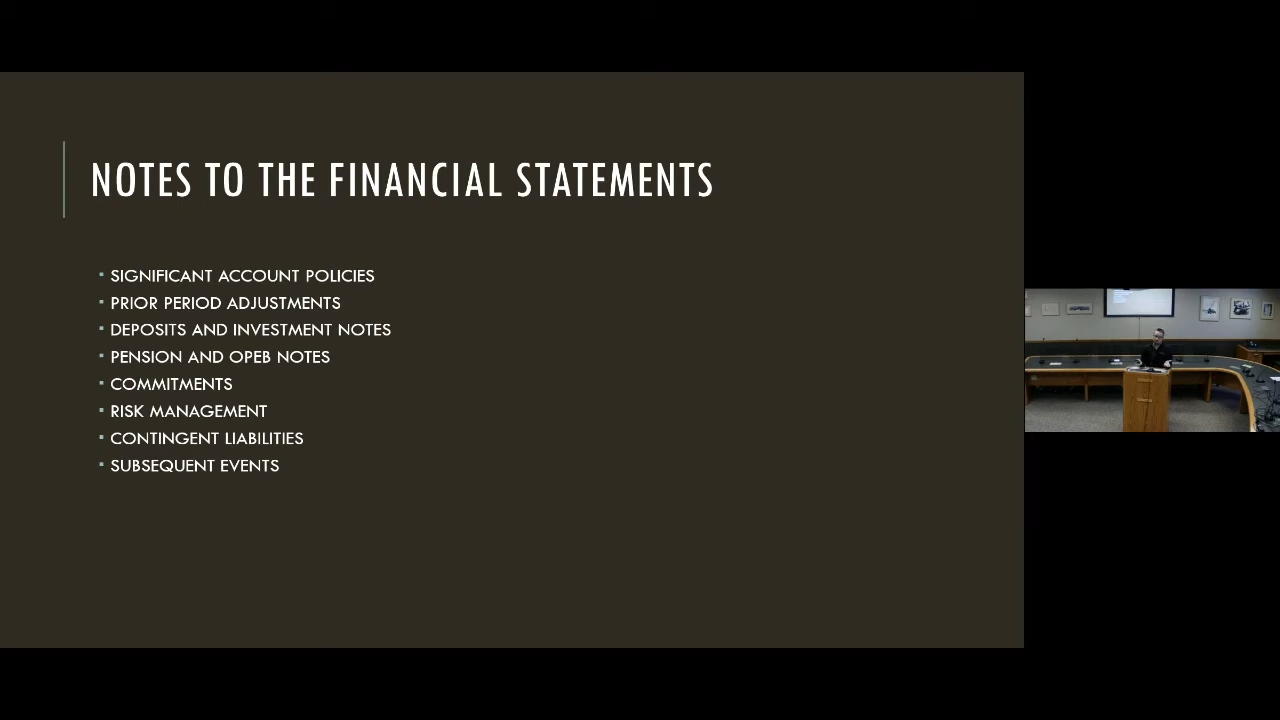 NOTES TO THE FINANCIAL STATEMENTS
▪ SIGNIFICANT ACCOUNT POLICIES
▪ PRIOR PERIOD ADJUSTMENTS
▪ DEPOSITS AND INVESTMENT NOTES
▪ PENSION AND OPEB NOTES
▪ COMMITMENTS
▪ RISK MANAGEMENT
▪ CONTINGENT LIABILITIES
▪ SUBSEQUENT EVENTS